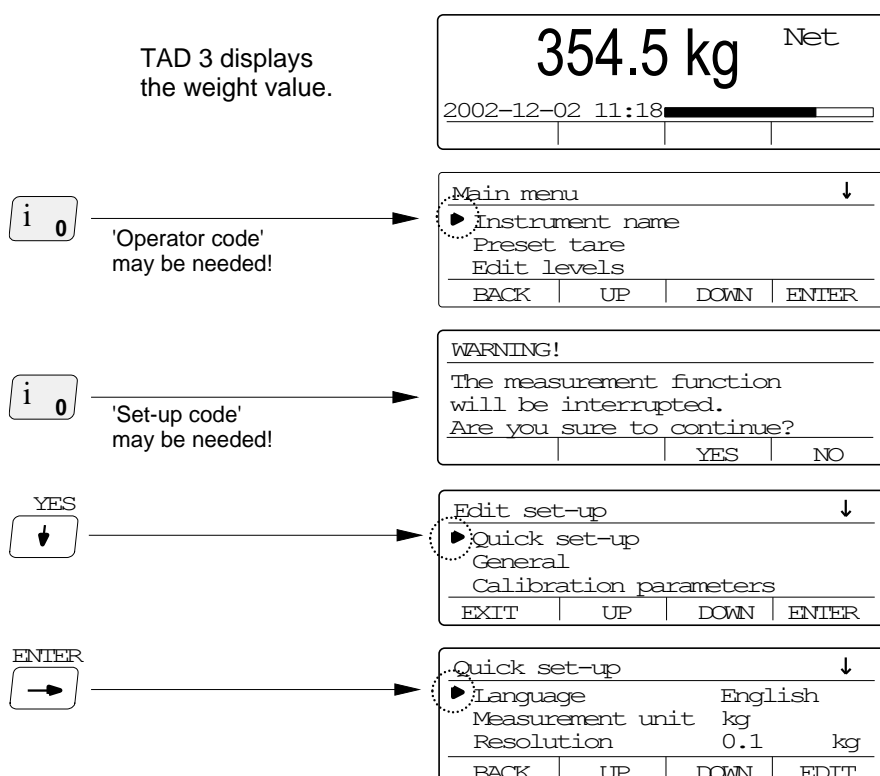 TAD 3 displays
the weight value.
354.5 kg Net
2002-12-02 11:18
i 0
'Operator code'
may be needed!
Main menu ↓
Instrument name
Preset tare
Edit levels
BACK UP DOWN ENTER
i 0
'Set-up code'
may be needed!
WARNING!
The measurement function
will be interrupted.
Are you sure to continue?
YES NO
YES
Edit set-up ↓
Quick set-up
General
Calibration parameters
EXIT UP DOWN ENTER
ENTER
Quick set-up ↓
Language English
Measurement unit kg
Resolution 0.1 kg
BACK UP DOWN EDIT